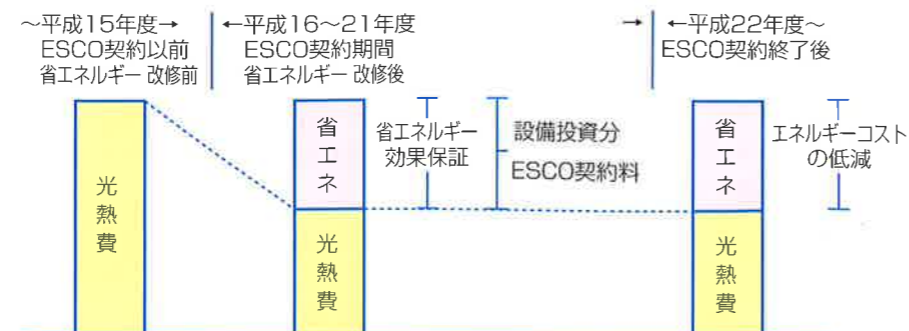 ～平成15年度→
ESCO契約以前
省エネルギー 改修前
←平成16～21年度 →
ESCO契約期間
省エネルギー 改修後
←平成22年度～
ESCO契約終了後
光熱費
省エネ
光熱費
省エネルギー
効果保証
設備投資分
ESCO契約料
省エネ
光熱費
エネルギーコスト
の低減